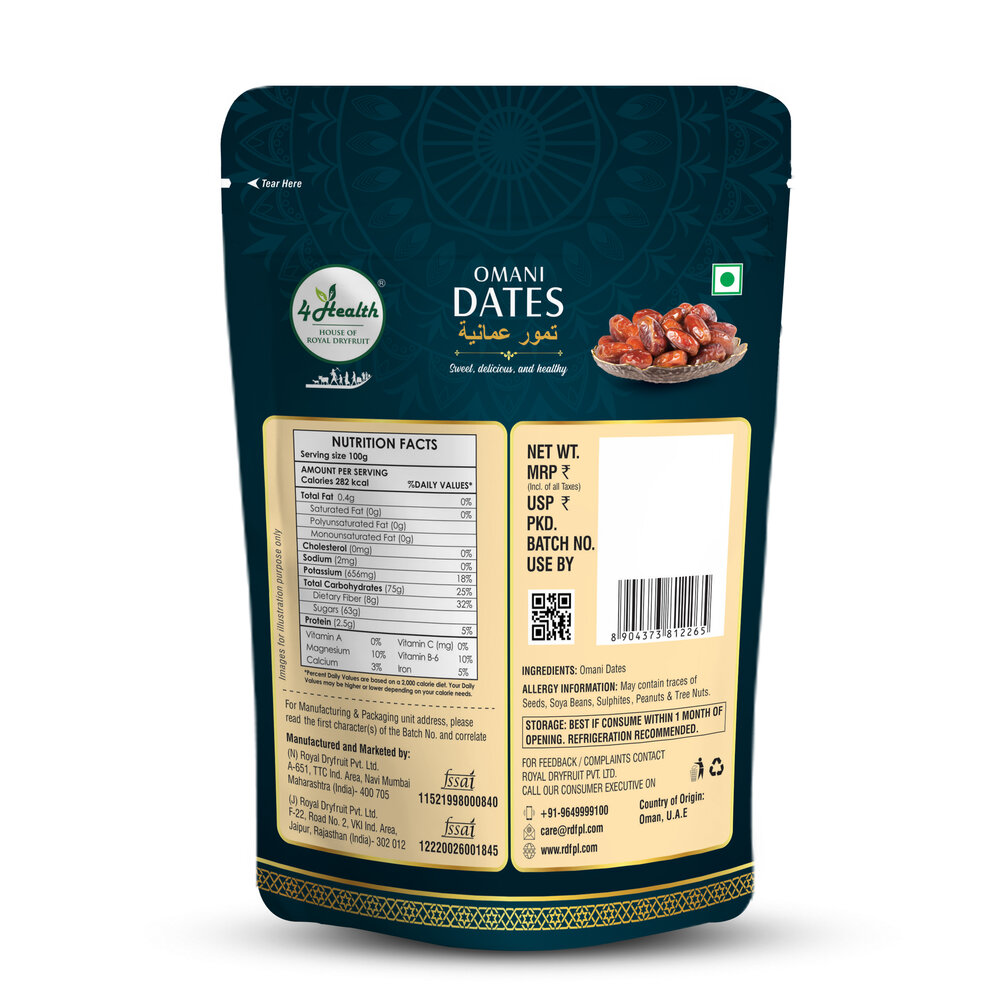 Tear Here
4 Health
®
HOUSE OF
ROYAL DRYFRUIT
OMANI
DATES
تمور عمانية
Sweet, delicious, and healthy
Images for illustration purpose only
NUTRITION FACTS
Serving size 100g
AMOUNT PER SERVING
Calories 282 kcal %DAILY VALUES*
Total Fat 0.4g 0%
Saturated Fat (0g) 0%
Polyunsaturated Fat (0g)
Monounsaturated Fat (0g)
Cholesterol (0mg) 0%
Sodium (2mg) 0%
Potassium (656mg) 18%
Total Carbohydrates (75g) 25%
Dietary Fiber (8g) 32%
Sugars (63g)
Protein (2.5g) 5%
Vitamin A 0% Vitamin C (mg) 0%
Magnesium 10% Vitamin B-6 10%
Calcium 3% Iron 5%
*Percent Daily Values are based on a 2,000 calorie diet. Your Daily
Values may be higher or lower depending on your calorie needs.
For Manufacturing & Packaging unit address, please
read the first character(s) of the Batch No. and correlate
Manufactured and Marketed by:
(N) Royal Dryfruit Pvt. Ltd.
A-651, TTC Ind. Area, Navi Mumbai
Maharashtra (India)- 400 705
fssai
11521998000840
(J) Royal Dryfruit Pvt. Ltd.
F-22, Road No. 2, VKI Ind. Area,
Jaipur, Rajasthan (India)- 302 012
fssai
12220026001845
NET WT.
MRP ₹
(Incl. of all Taxes)
USP ₹
PKD.
BATCH NO.
USE BY
8 904373 812265
INGREDIENTS: Omani Dates
ALLERGY INFORMATION: May contain traces of
Seeds, Soya Beans, Sulphites, Peanuts & Tree Nuts.
STORAGE: BEST IF CONSUME WITHIN 1 MONTH OF
OPENING. REFRIGERATION RECOMMENDED.
FOR FEEDBACK / COMPLAINTS CONTACT
ROYAL DRYFRUIT PVT. LTD.
CALL OUR CONSUMER EXECUTIVE ON
+91-9649999100
care@rdfpl.com
www.rdfpl.com
Country of Origin:
Oman, U.A.E